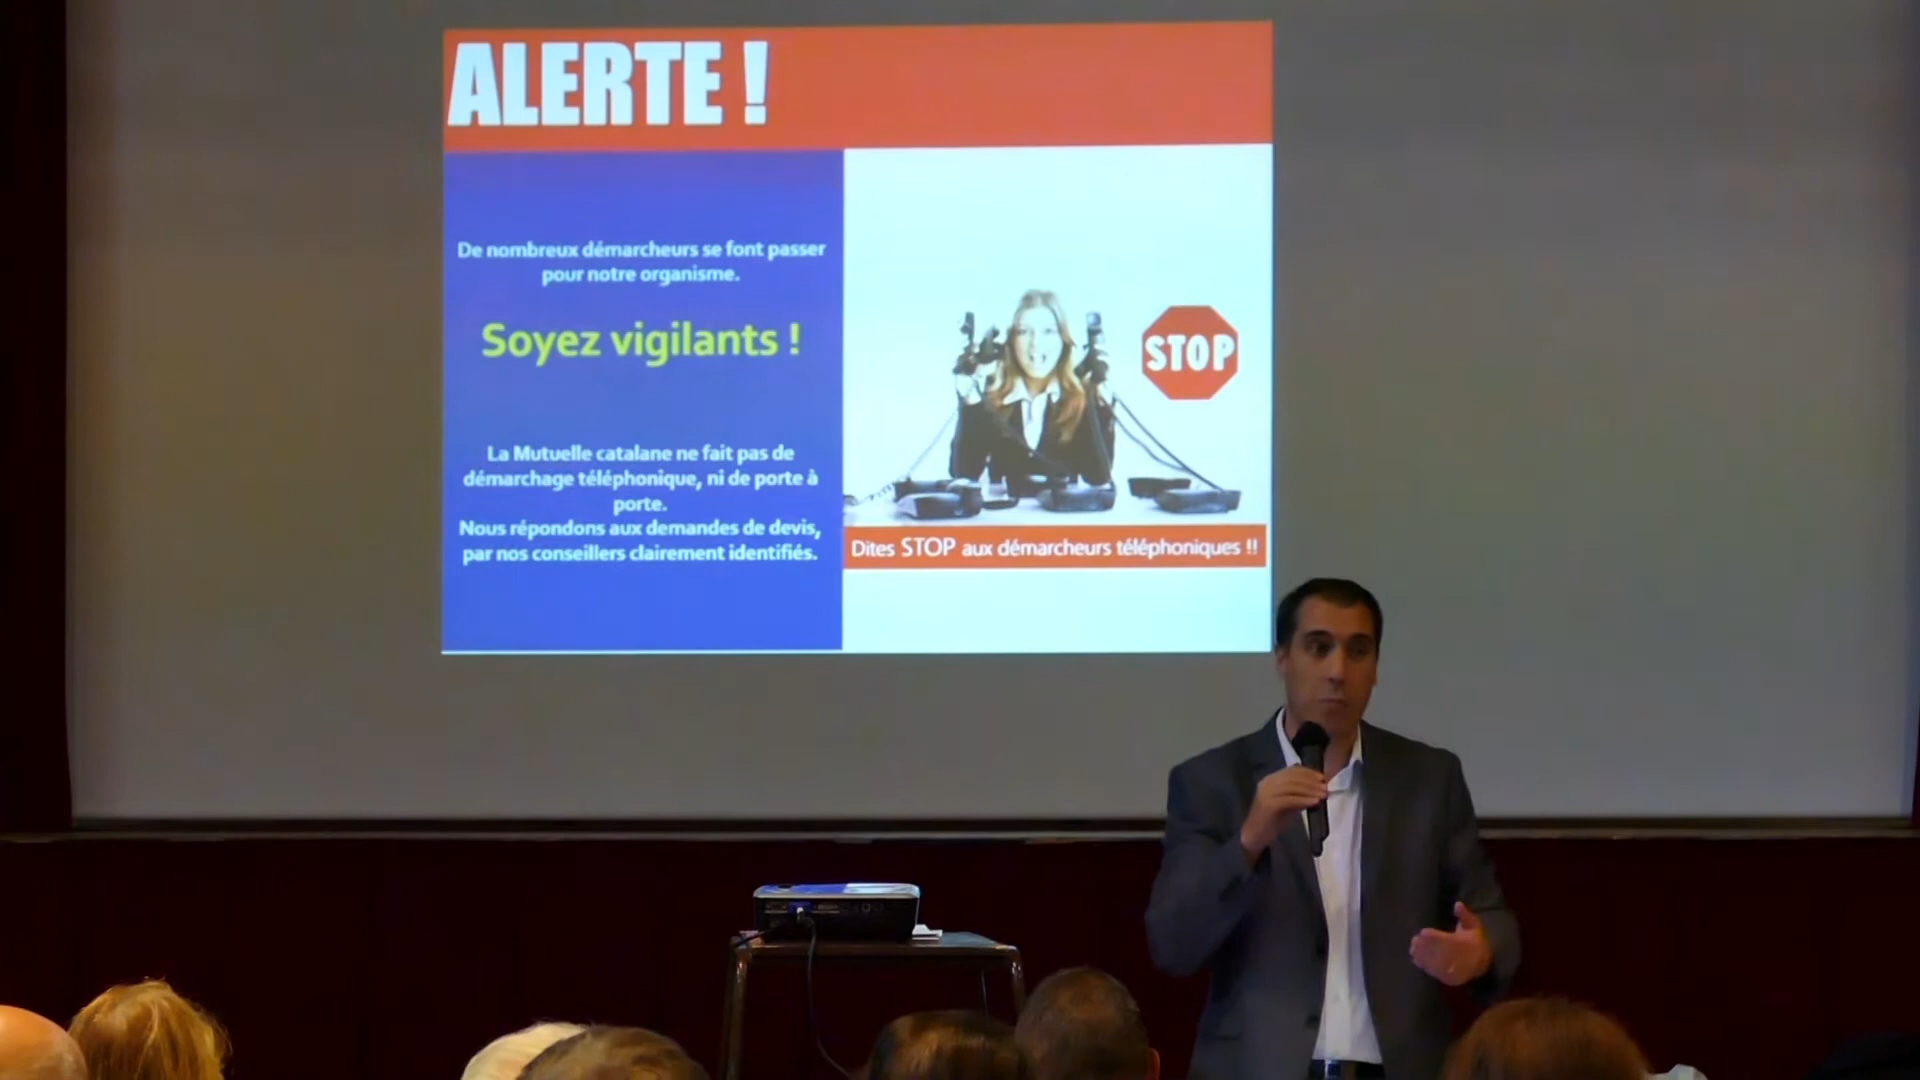 ALERTE !
De nombreux démarcheurs se font passer
pour notre organisme.
Soyez vigilants !
La Mutuelle catalane ne fait pas de
démarchage téléphonique, ni de porte à
porte.
Nous répondons aux demandes de devis,
par nos conseillers clairement identifiés.
STOP
Dites STOP aux démarcheurs téléphoniques !!